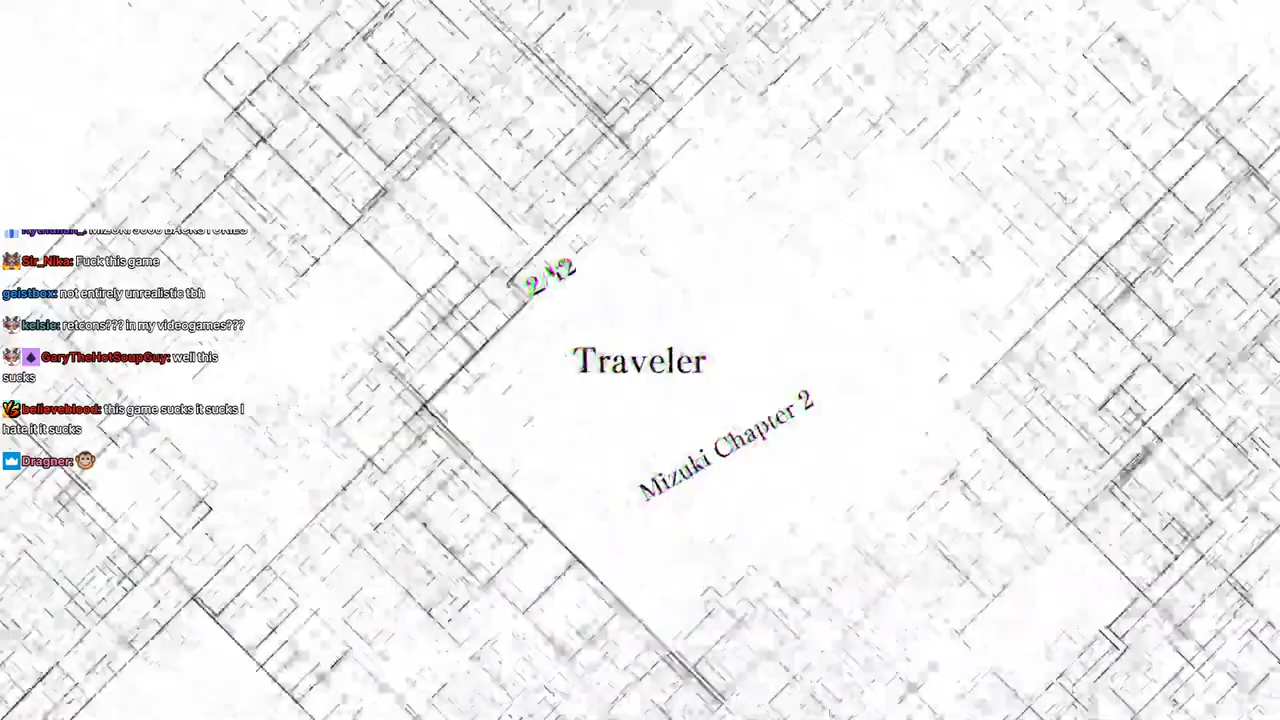 Sir_Nika: Fuck this game
geistbox: not entirely unrealistic tbh
kelsie: retcons??? in my videogames???
GaryTheHotSoupGuy: well this
sucks
believeblood: this game sucks it sucks I
hate it it sucks
Dragner:
2/12
Traveler
Mizuki Chapter 2